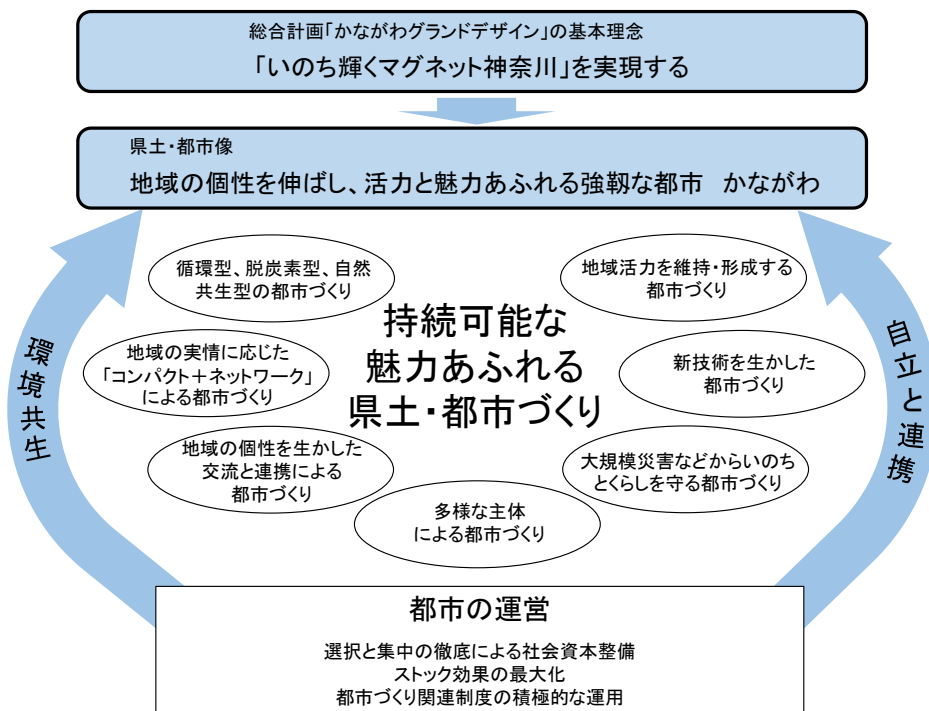 総合計画「かながわグランドデザイン」の基本理念
「いのち輝くマグネット神奈川」を実現する
県土・都市像
地域の個性を伸ばし、活力と魅力あふれる強靱な都市　かながわ
循環型、脱炭素型、自然
共生型の都市づくり
地域活力を維持・形成する
都市づくり
持続可能な
魅力あふれる
県土・都市づくり
環境共生
自立と連携
地域の実情に応じた
「コンパクト＋ネットワーク」
による都市づくり
新技術を生かした
都市づくり
地域の個性を生かした
交流と連携による
都市づくり
大規模災害などからいのち
とくらしを守る都市づくり
多様な主体
による都市づくり
都市の運営
選択と集中の徹底による社会資本整備
ストック効果の最大化
都市づくり関連制度の積極的な運用